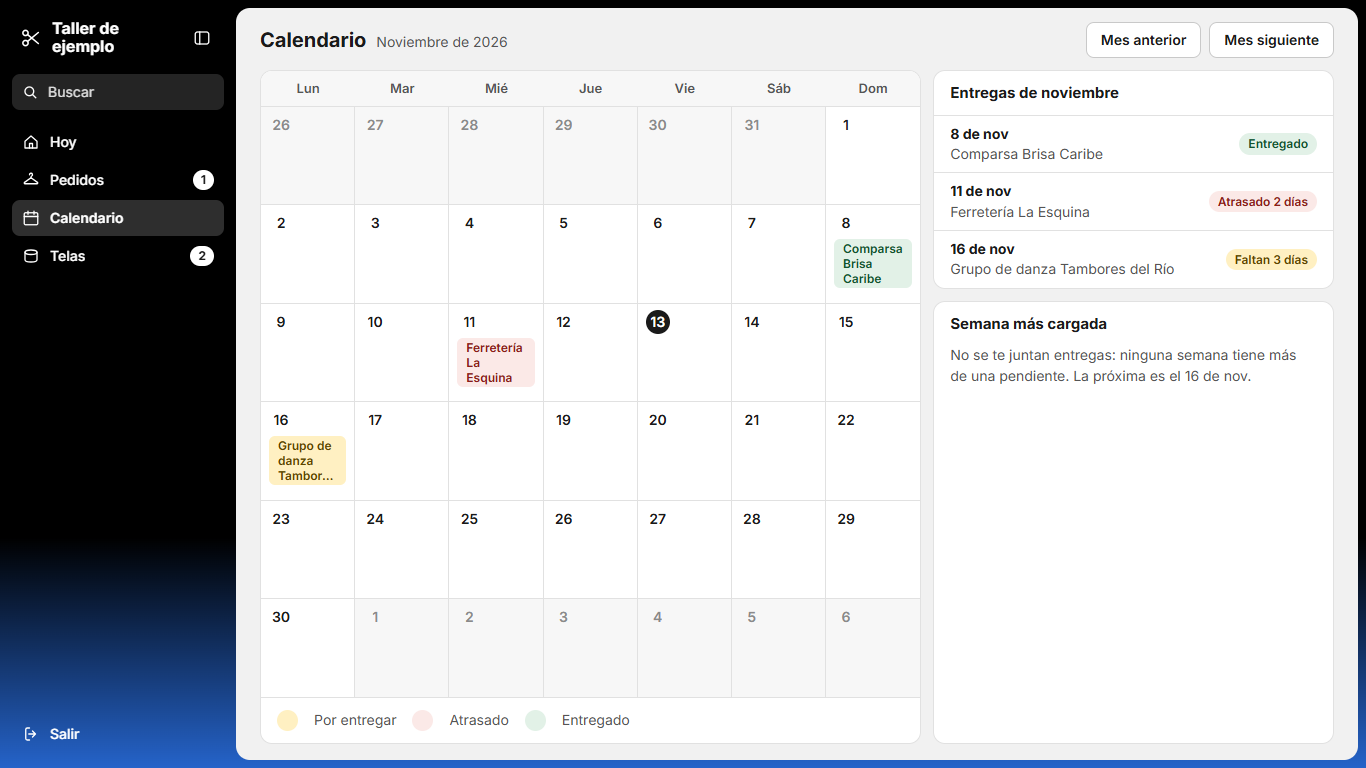 Taller de
ejemplo
Buscar
Hoy
Pedidos 1
Calendario
Telas 2
Salir
Calendario Noviembre de 2026
Mes anterior Mes siguiente
Lun Mar Mié Jue Vie Sáb Dom
26 27 28 29 30 31 1
2 3 4 5 6 7 8
Comparsa
Brisa
Caribe
9 10 11 12 13 14 15
Ferretería
La
Esquina
16 17 18 19 20 21 22
Grupo de
danza
Tambor...
23 24 25 26 27 28 29
30 1 2 3 4 5 6
Por entregar Atrasado Entregado
Entregas de noviembre
8 de nov
Comparsa Brisa Caribe
Entregado
11 de nov
Ferretería La Esquina
Atrasado 2 días
16 de nov
Grupo de danza Tambores del Río
Faltan 3 días
Semana más cargada
No se te juntan entregas: ninguna semana tiene más
de una pendiente. La próxima es el 16 de nov.